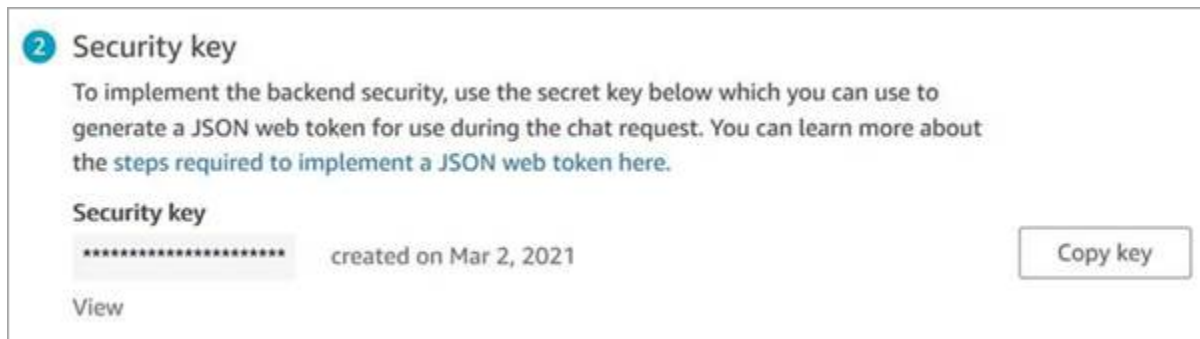 2 Security key
To implement the backend security, use the secret key below which you can use to
generate a JSON web token for use during the chat request. You can learn more about
the steps required to implement a JSON web token here.
Security key
********************** created on Mar 2, 2021 Copy key
View